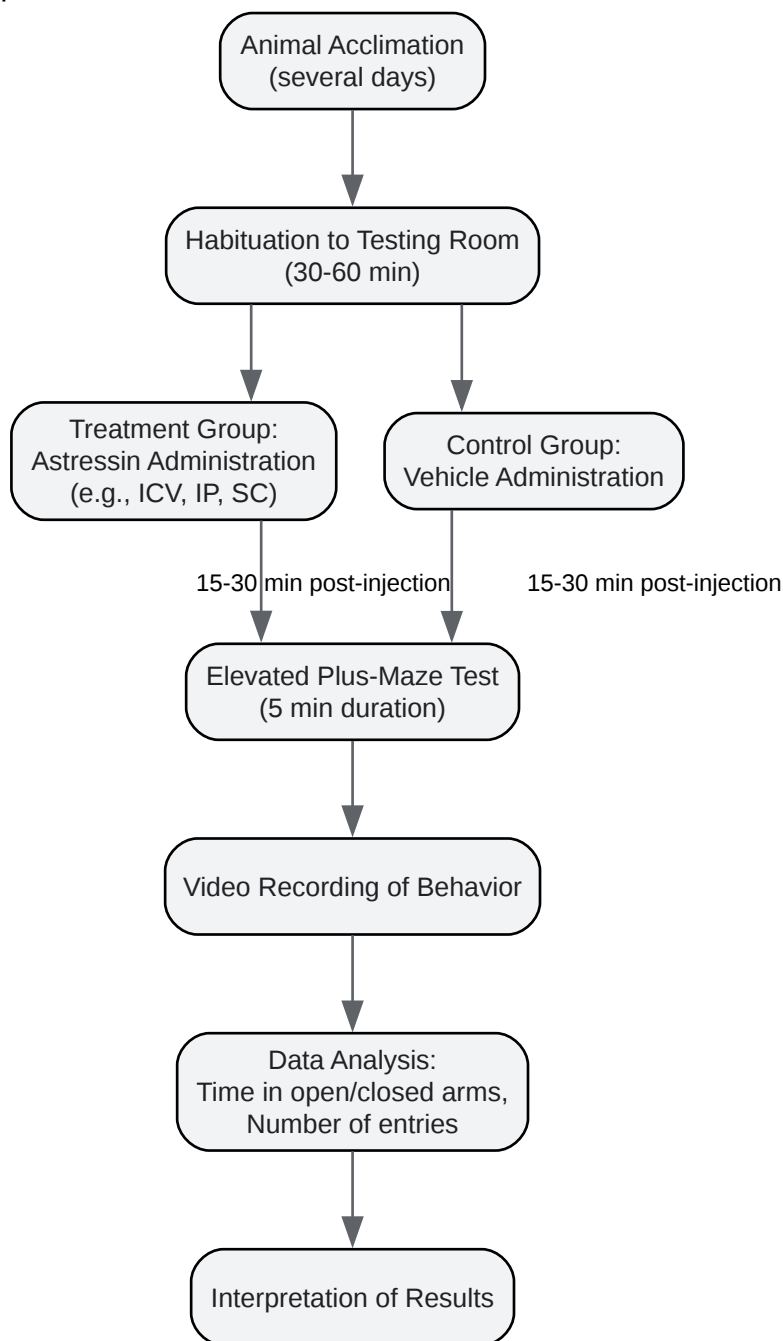 Animal Acclimation
(several days)
Habituation to Testing Room
(30-60 min)
Treatment Group:
Astressin Administration
(e.g., ICV, IP, SC)
Control Group:
Vehicle Administration
15-30 min post-injection
15-30 min post-injection
Elevated Plus-Maze Test
(5 min duration)
Video Recording of Behavior
Data Analysis:
Time in open/closed arms,
Number of entries
Interpretation of Results